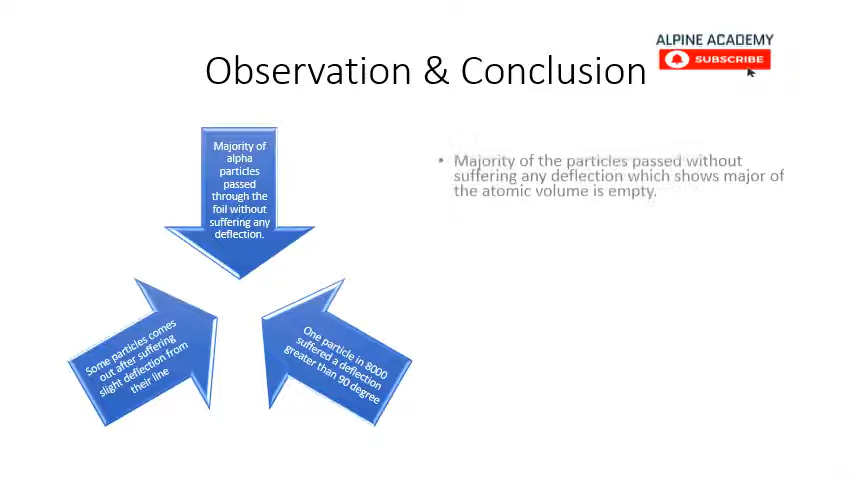 ALPINE ACADEMY
SUBSCRIBE
Observation & Conclusion
Majority of
alpha
particles
passed
through the
foil without
suffering any
deflection.
• Majority of the particles passed without
suffering any deflection which shows major of
the atomic volume is empty.
Some particles comes
out after suffering
slight deflection from
their line
One particle in 8000
suffered a deflection
greater than 90 degree